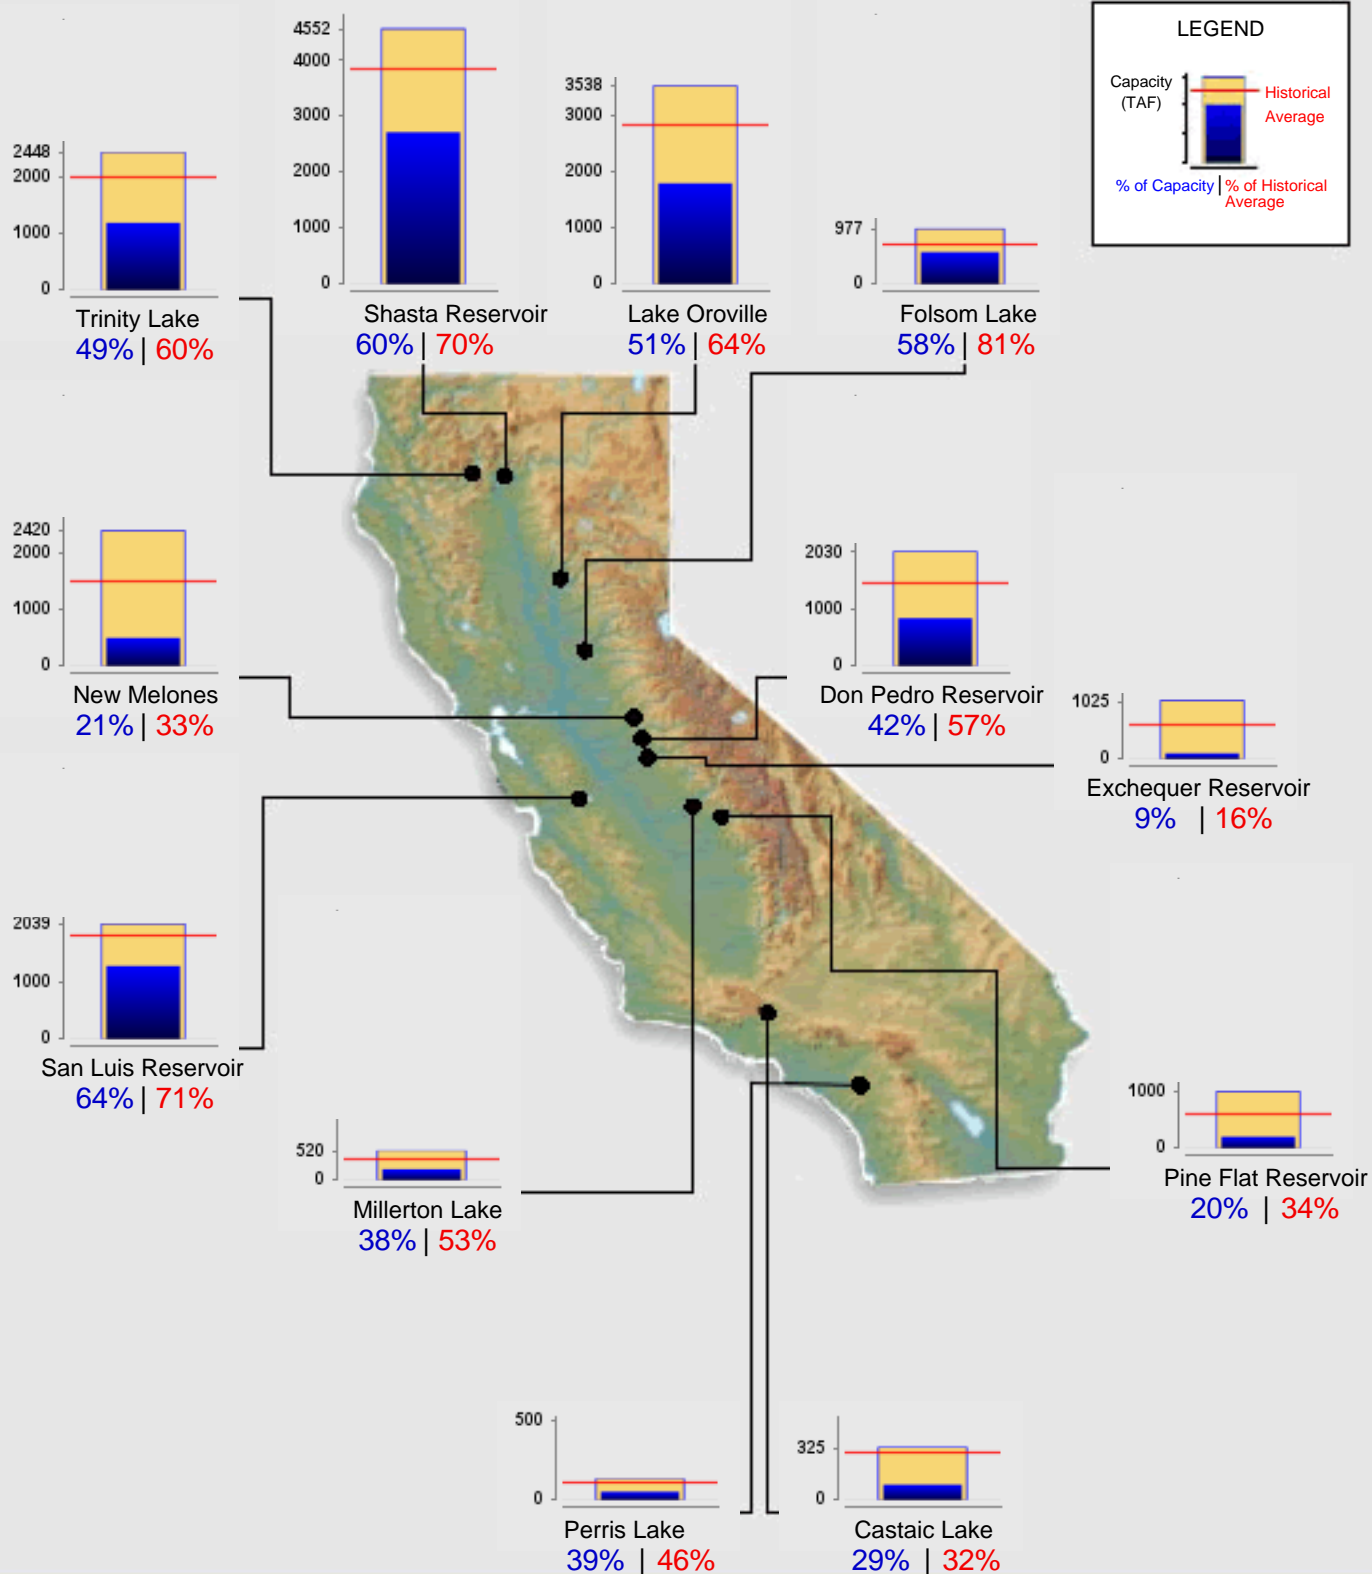 LEGEND
Capacity
(TAF)
Historical
Average
% of Capacity | % of Historical
Average
2448
2000
1000
0
Trinity Lake
49% | 60%
4552
4000
3000
2000
1000
0
Shasta Reservoir
60% | 70%
3538
3000
2000
1000
0
Lake Oroville
51% | 64%
977
0
Folsom Lake
58% | 81%
2420
2000
1000
0
New Melones
21% | 33%
2030
1000
0
Don Pedro Reservoir
42% | 57%
1025
0
Exchequer Reservoir
9% | 16%
2039
1000
0
San Luis Reservoir
64% | 71%
520
0
Millerton Lake
38% | 53%
1000
0
Pine Flat Reservoir
20% | 34%
500
0
Perris Lake
39% | 46%
325
0
Castaic Lake
29% | 32%